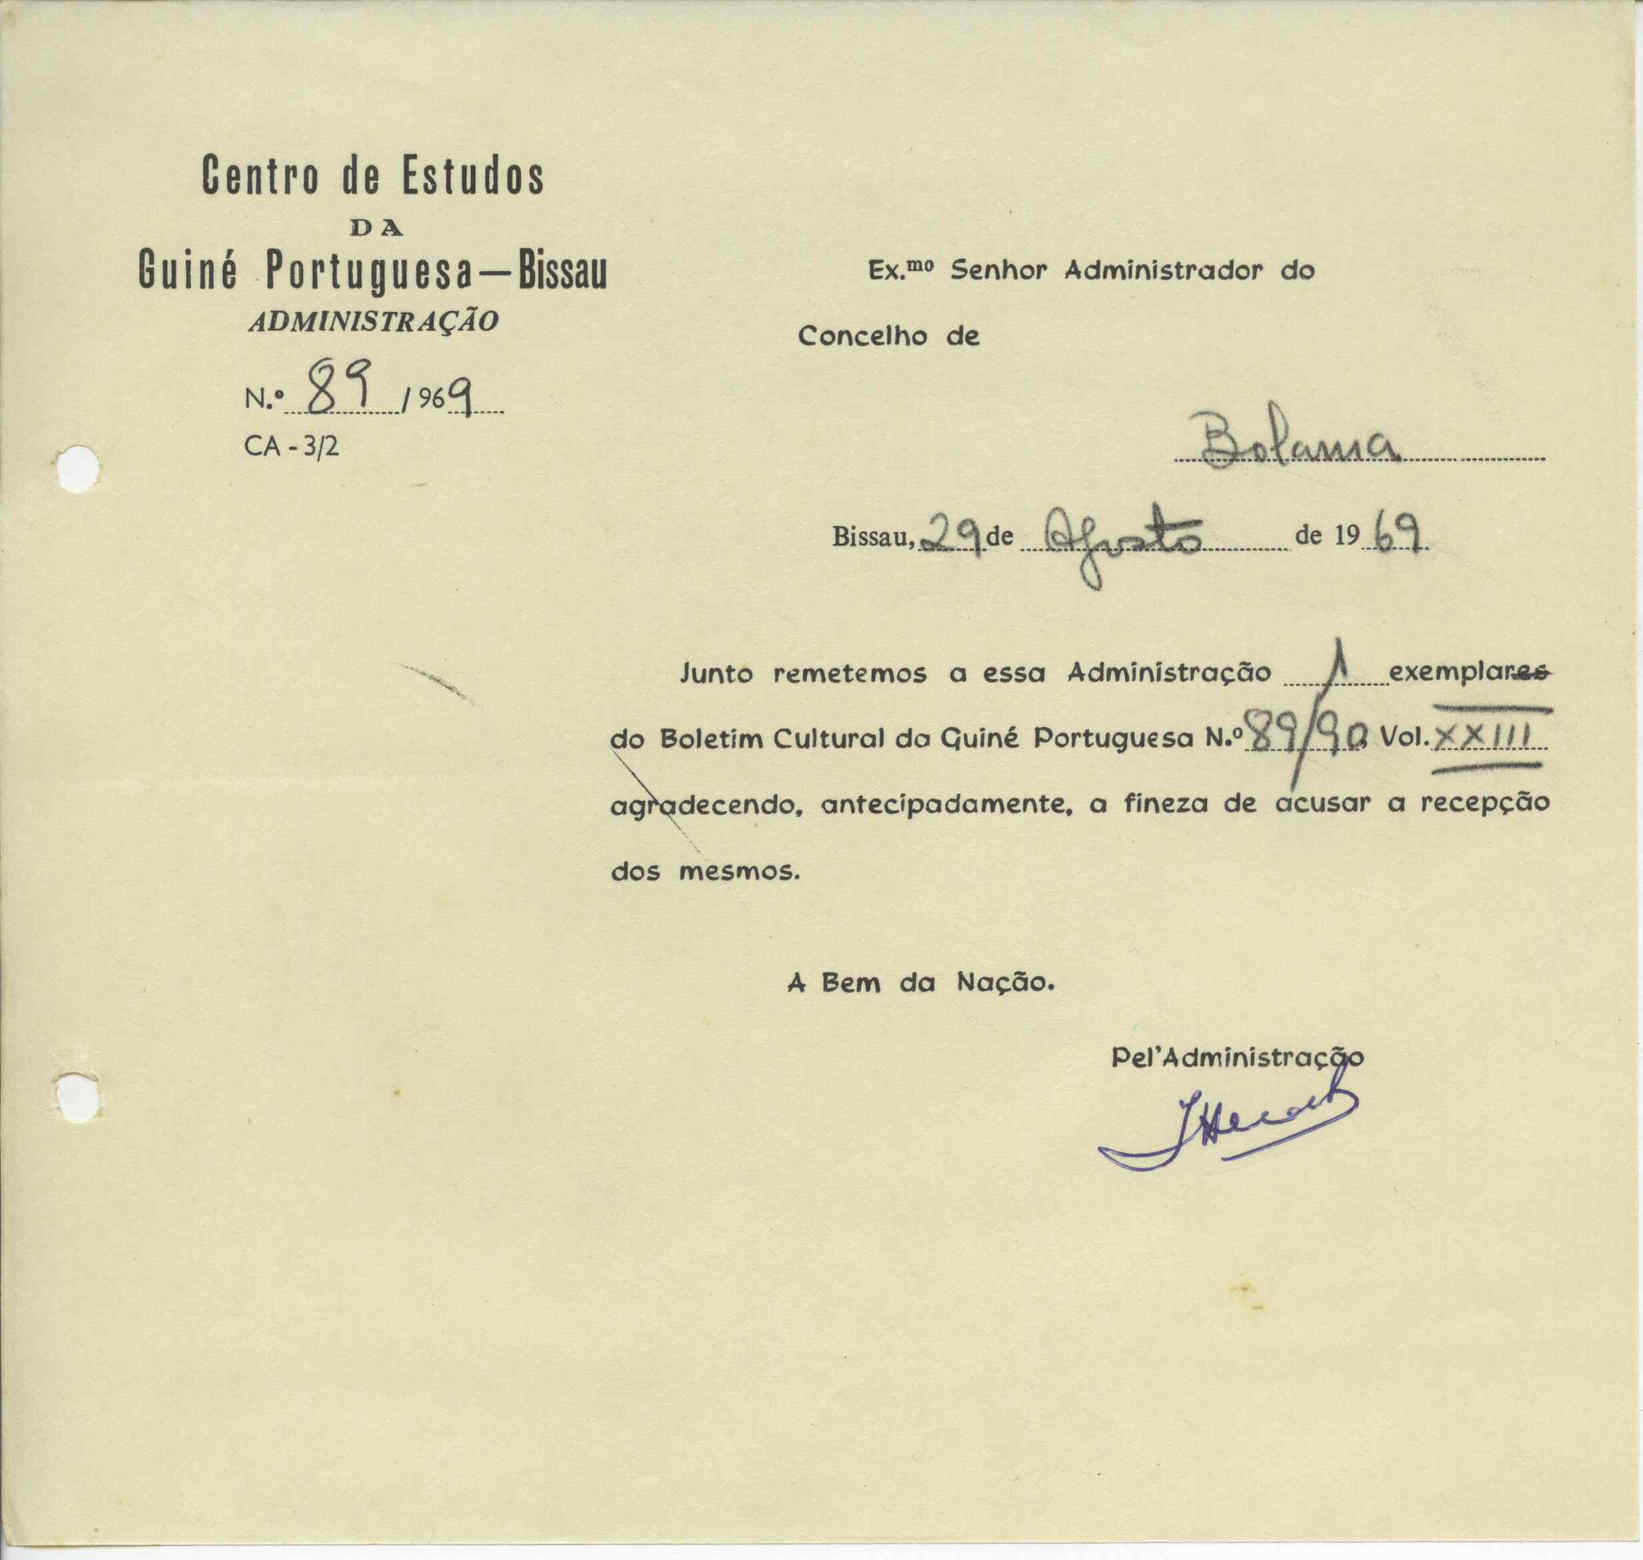 Centro de Estudos
DA
Guiné Portuguesa—Bissau
ADMINISTRAÇÃO
N.º 89 / 969
CA - 3/2
Ex.mo Senhor Administrador do
Concelho de
Bolama
Bissau, 29 de Agosto de 1969
Junto remetemos a essa Administração 1 exemplares
do Boletim Cultural da Guiné Portuguesa N.º 89/90 Vol. XXIII
agradecendo, antecipadamente, a fineza de acusar a recepção
dos mesmos.
A Bem da Nação.
Pel'Administração